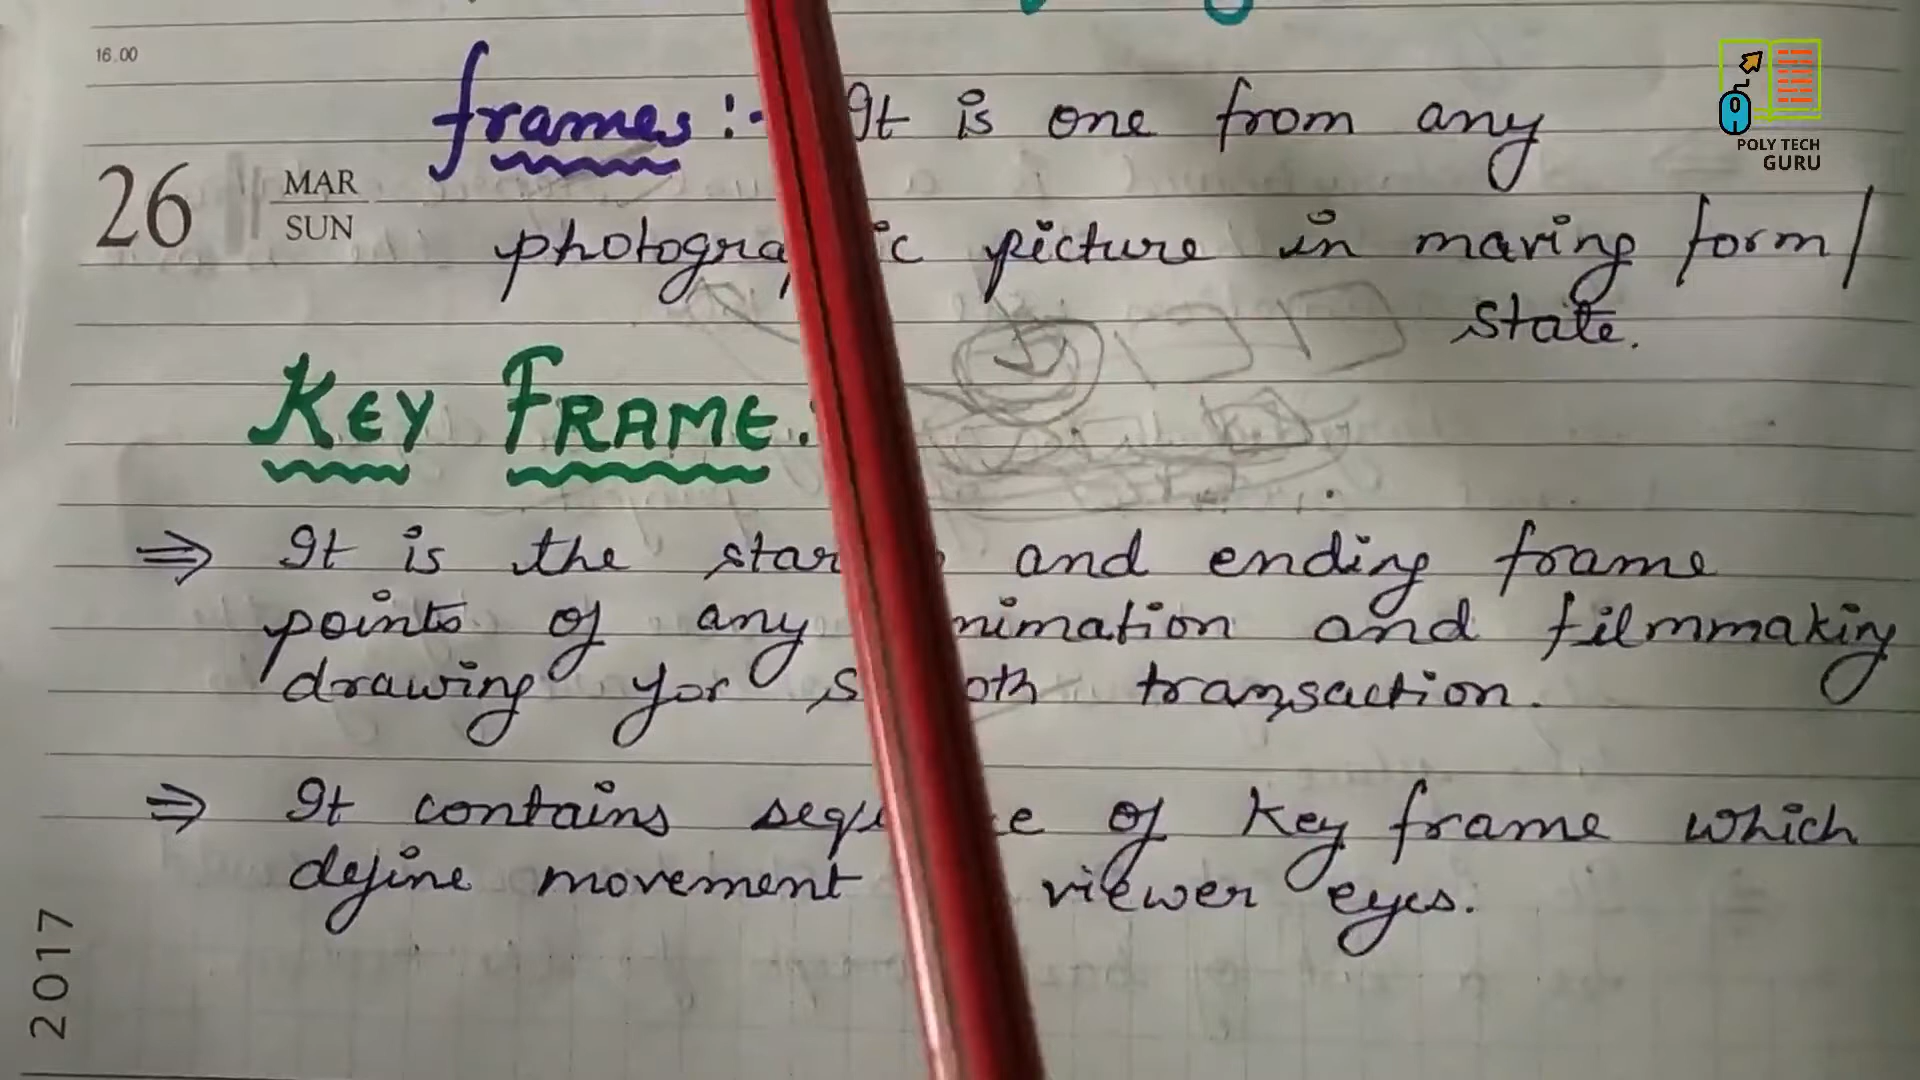 16.00
frames :- It is one from any
26 MAR SUN
photogra ic picture in maving form/
state.
KEY FRAME:
⇒ It is the star and ending frame
points of any nimation and filmmaking
drawing for s oth transaction.
⇒ It contains sequ e of Key frame which
define movement viewer eyes.
2017
POLY TECH
GURU